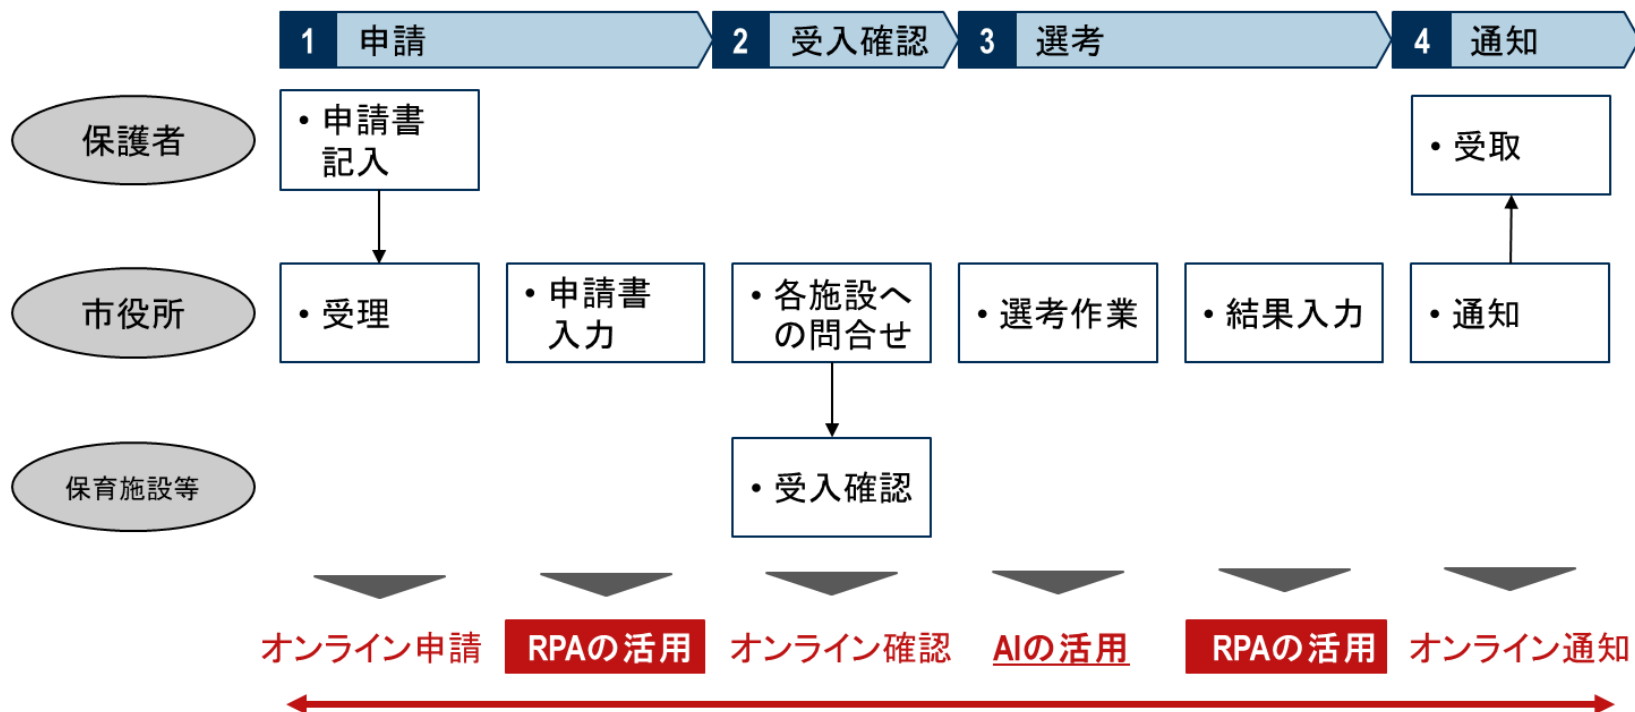 1 申請 2 受入確認 3 選考 4 通知
保護者
・申請書
記入
・受取
市役所
・受理
・申請書
入力
・各施設へ
の問合せ
・選考作業
・結果入力
・通知
保育施設等
・受入確認
オンライン申請 RPAの活用 オンライン確認 AIの活用 RPAの活用 オンライン通知